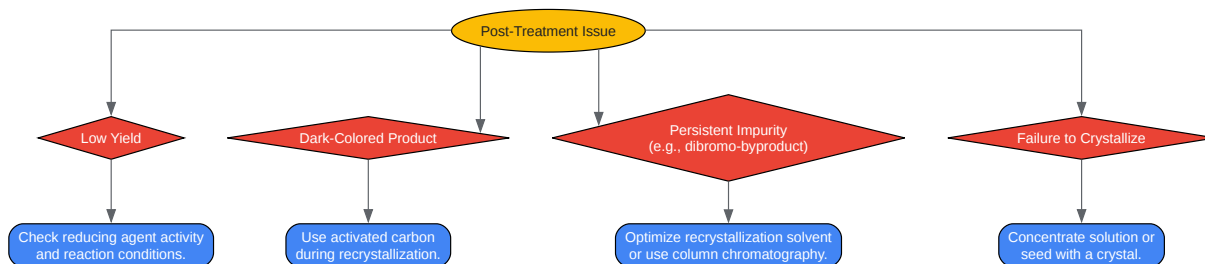 Post-Treatment Issue
Low Yield
Dark-Colored Product
Persistent Impurity
(e.g., dibromo-byproduct)
Failure to Crystallize
Check reducing agent activity
and reaction conditions.
Use activated carbon
during recrystallization.
Optimize recrystallization solvent
or use column chromatography.
Concentrate solution or
seed with a crystal.